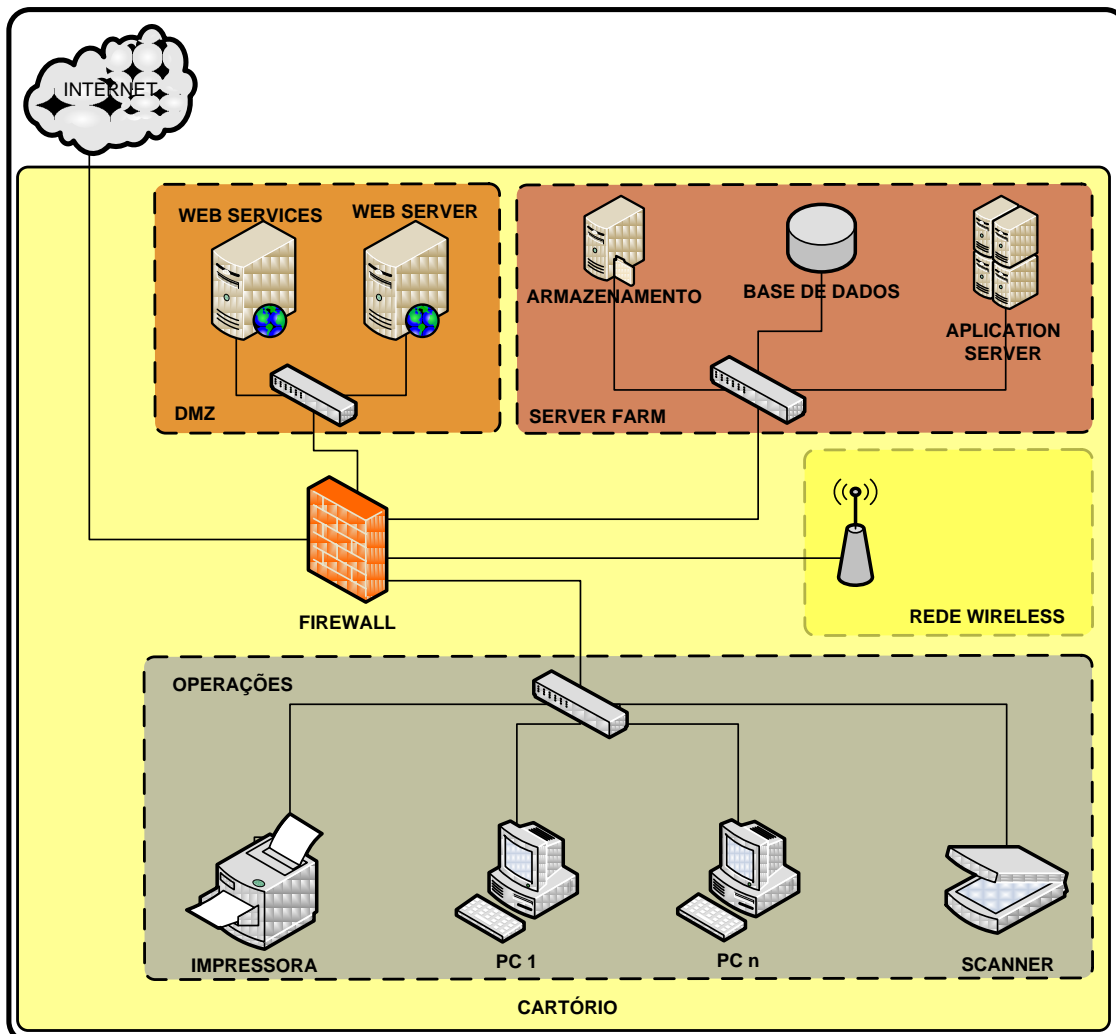 INTERNET
WEB SERVICES
WEB SERVER
DMZ
ARMAZENAMENTO
BASE DE DADOS
APLICATION
SERVER
SERVER FARM
FIREWALL
REDE WIRELESS
OPERAÇÕES
IMPRESSORA
PC 1
PC n
SCANNER
CARTÓRIO